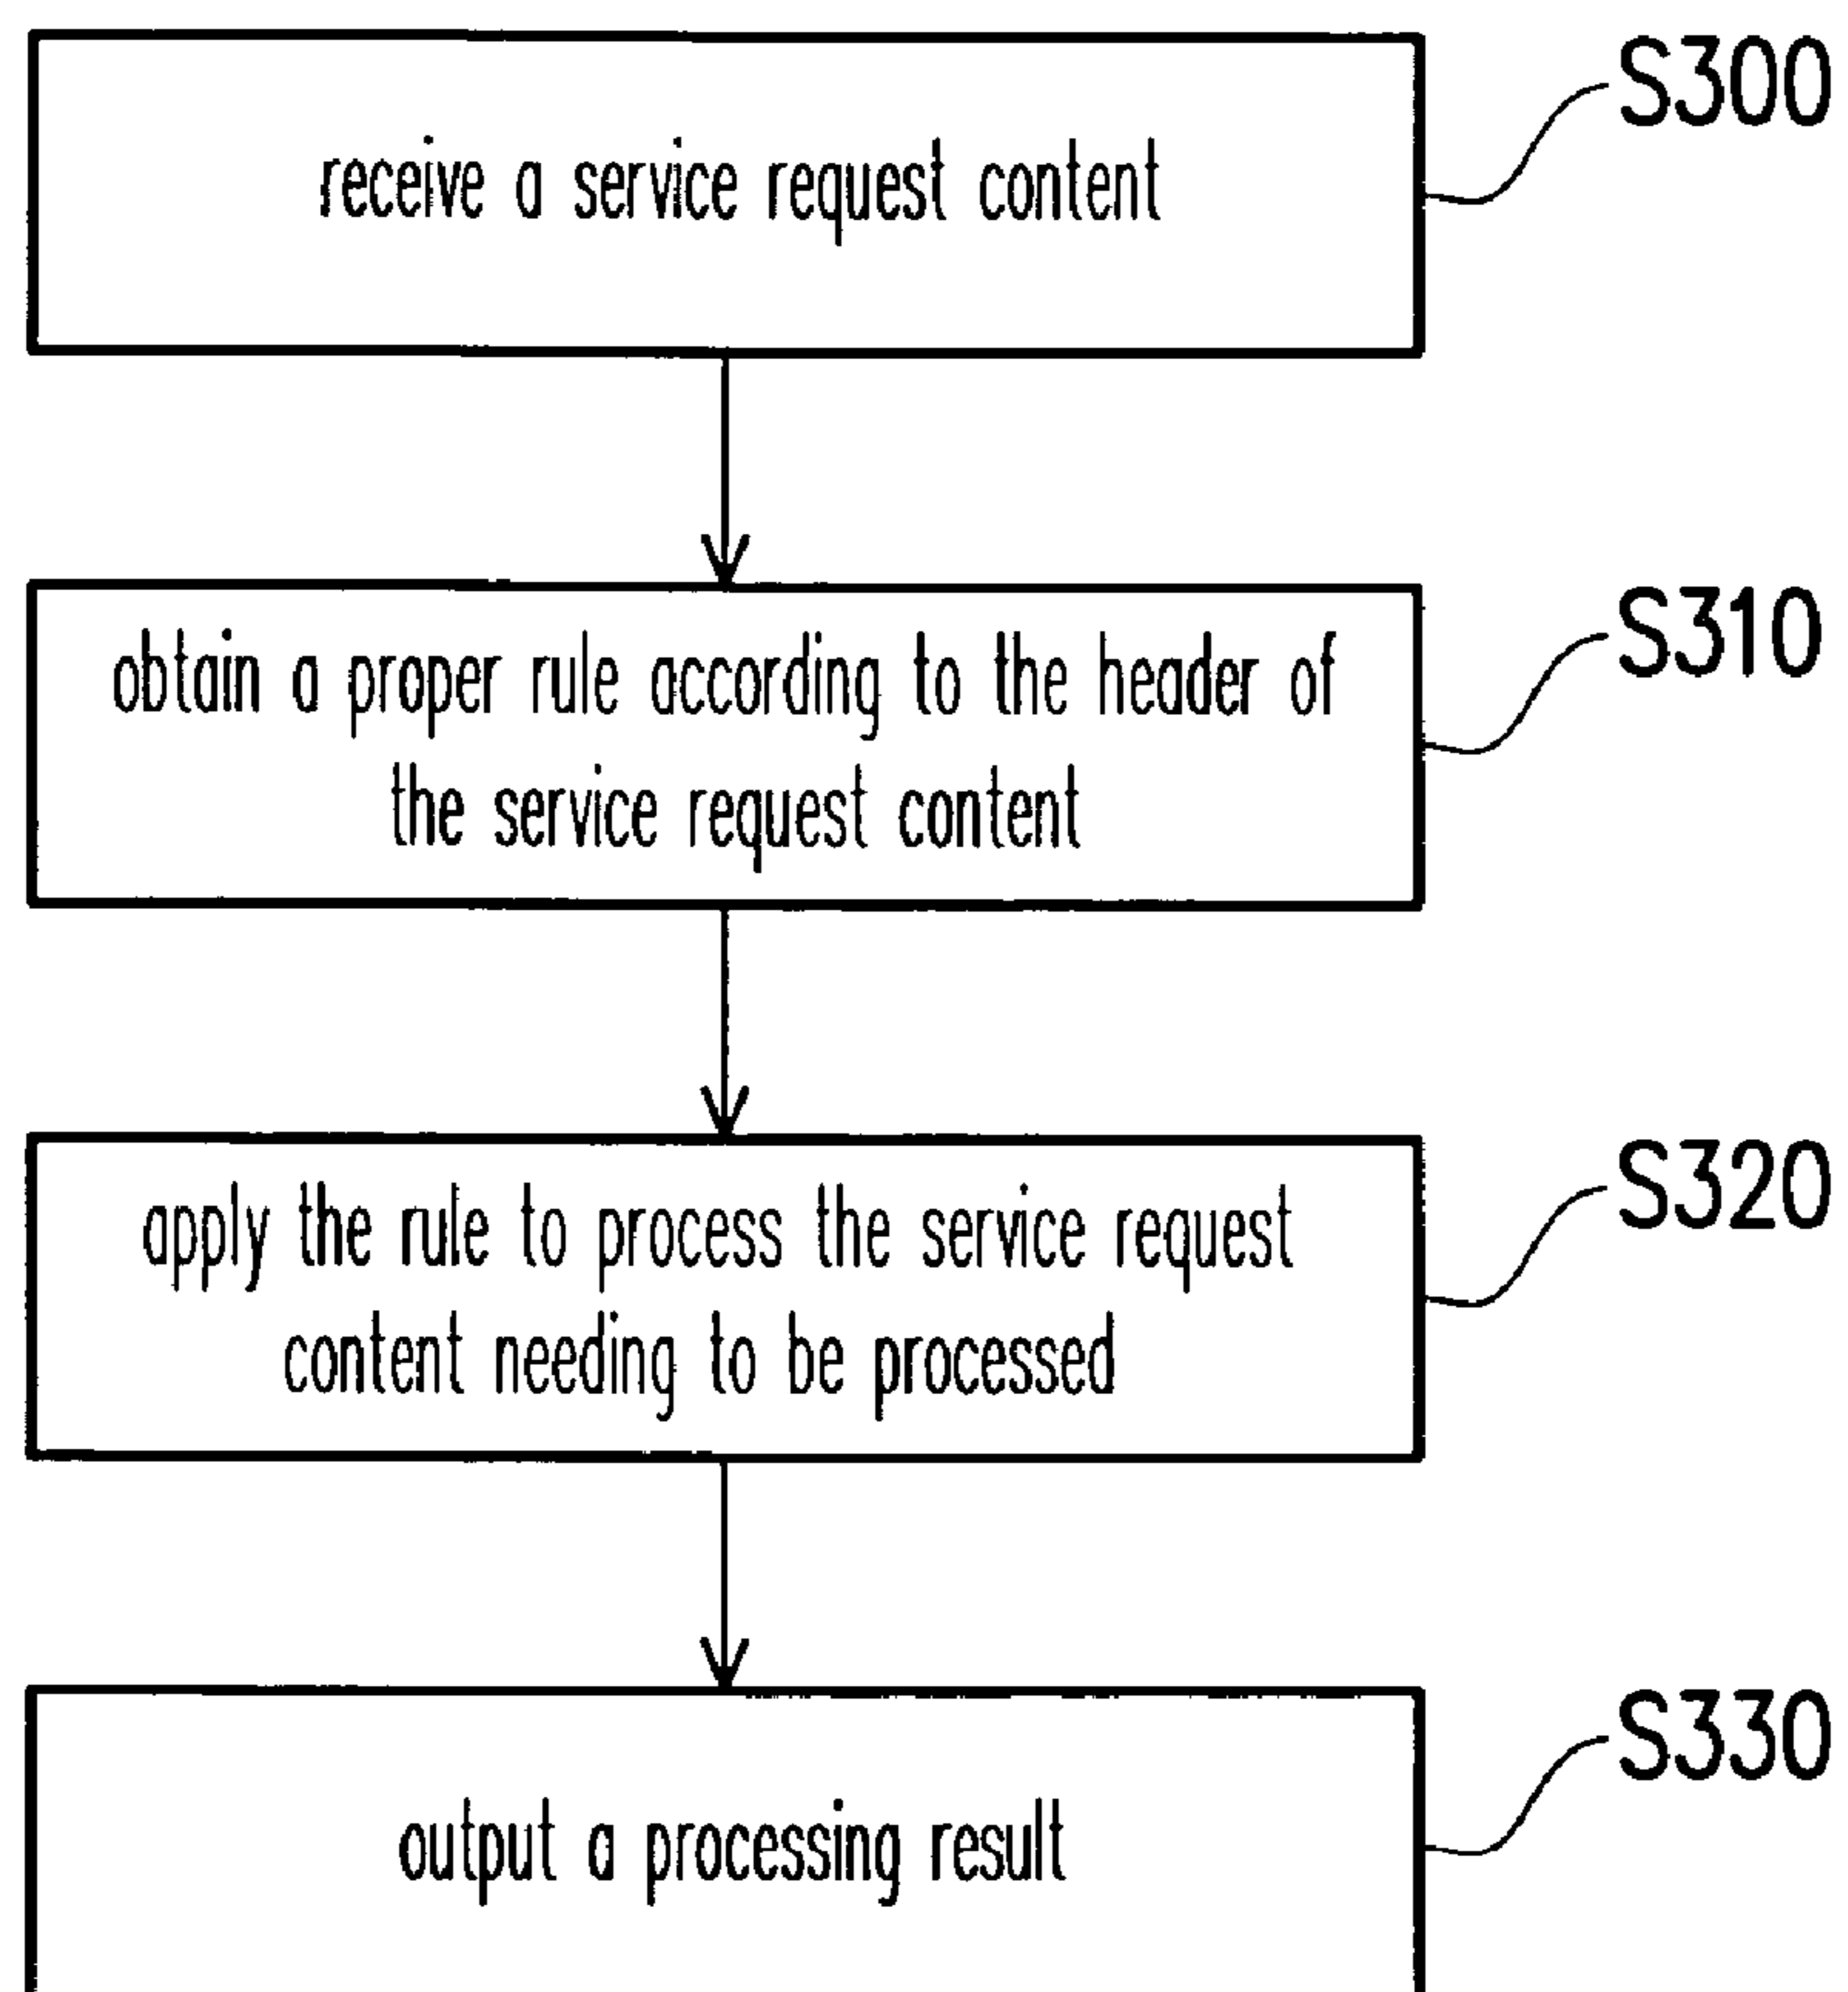 receive a service request content
S300
obtain a proper rule according to the header of
the service request content
S310
apply the rule to process the service request
content needing to be processed
S320
output a processing result
S330